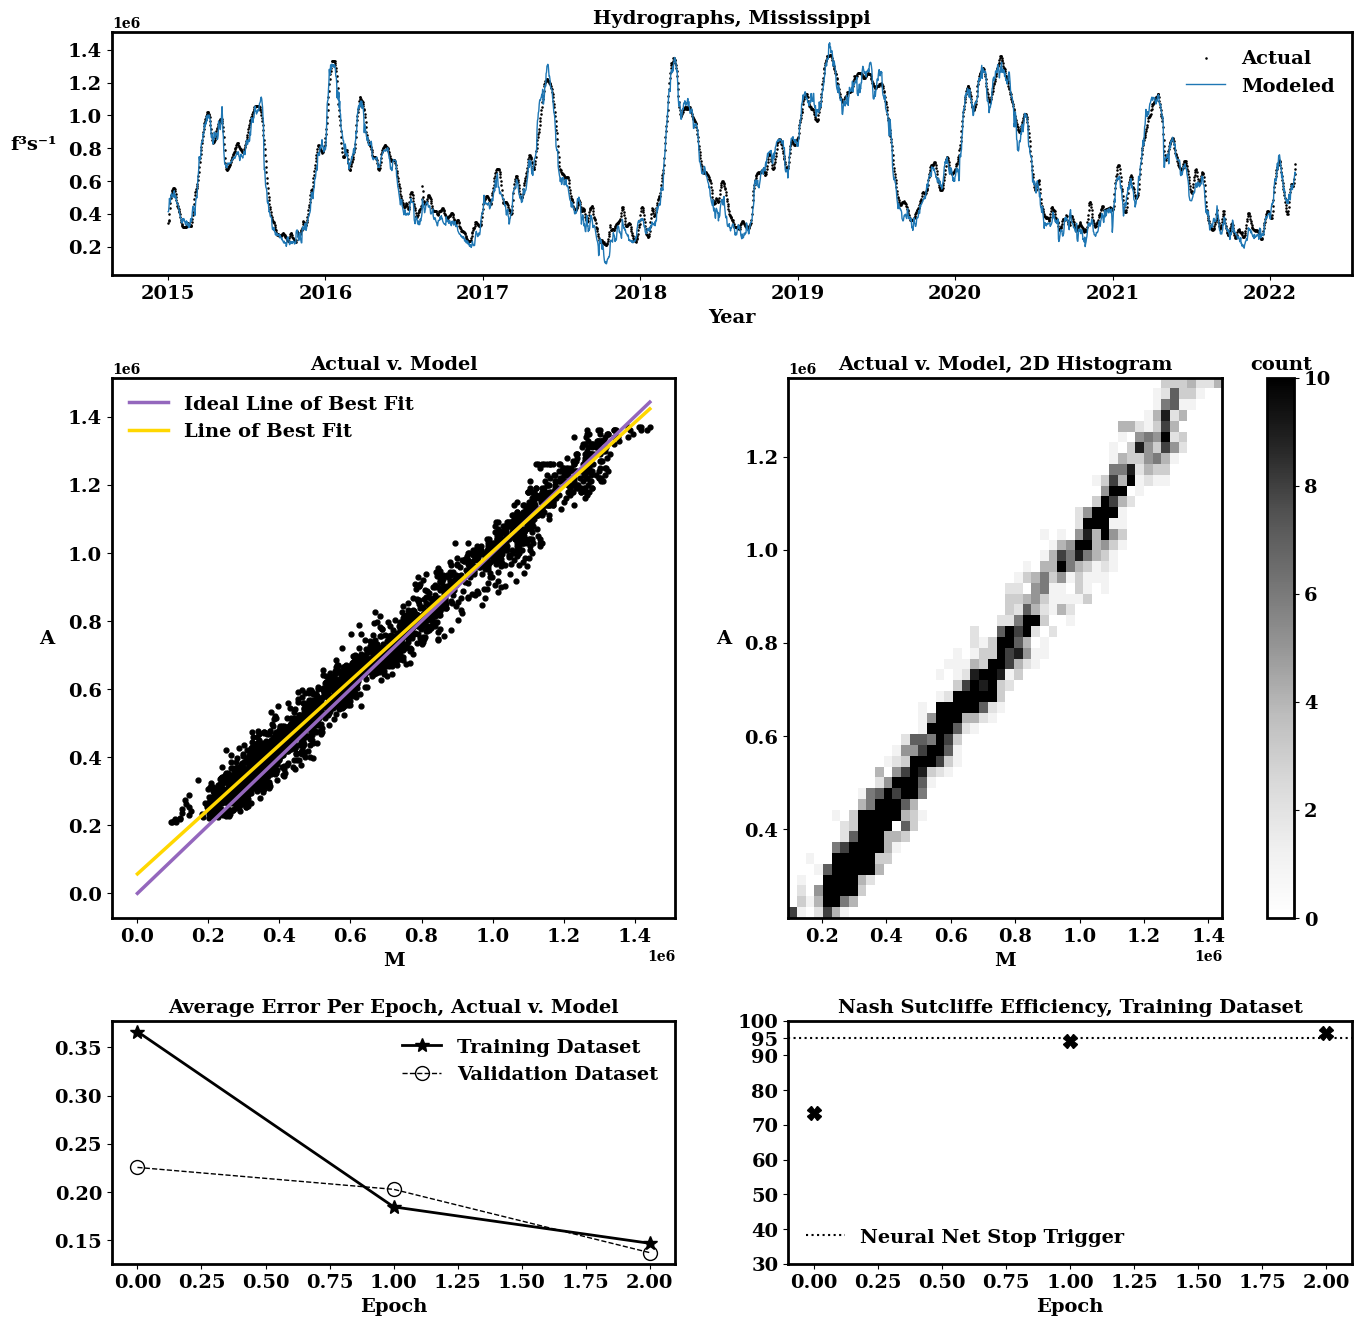 Hydrographs, Mississippi
1e6
1.4
1.2
1.0
0.8
0.6
0.4
0.2
f³s⁻¹
Actual
Modeled
2015 2016 2017 2018 2019 2020 2021 2022
Year
Actual v. Model
1e6
1.4
1.2
1.0
0.8
0.6
0.4
0.2
0.0
A
Ideal Line of Best Fit
Line of Best Fit
0.0 0.2 0.4 0.6 0.8 1.0 1.2 1.4
1e6
M
Actual v. Model, 2D Histogram
1e6
1.2
1.0
0.8
0.6
0.4
A
0.2 0.4 0.6 0.8 1.0 1.2 1.4
1e6
M
count
10
8
6
4
2
0
Average Error Per Epoch, Actual v. Model
0.35
0.30
0.25
0.20
0.15
Training Dataset
Validation Dataset
0.00 0.25 0.50 0.75 1.00 1.25 1.50 1.75 2.00
Epoch
Nash Sutcliffe Efficiency, Training Dataset
100
95
90
80
70
60
50
40
30
Neural Net Stop Trigger
0.00 0.25 0.50 0.75 1.00 1.25 1.50 1.75 2.00
Epoch